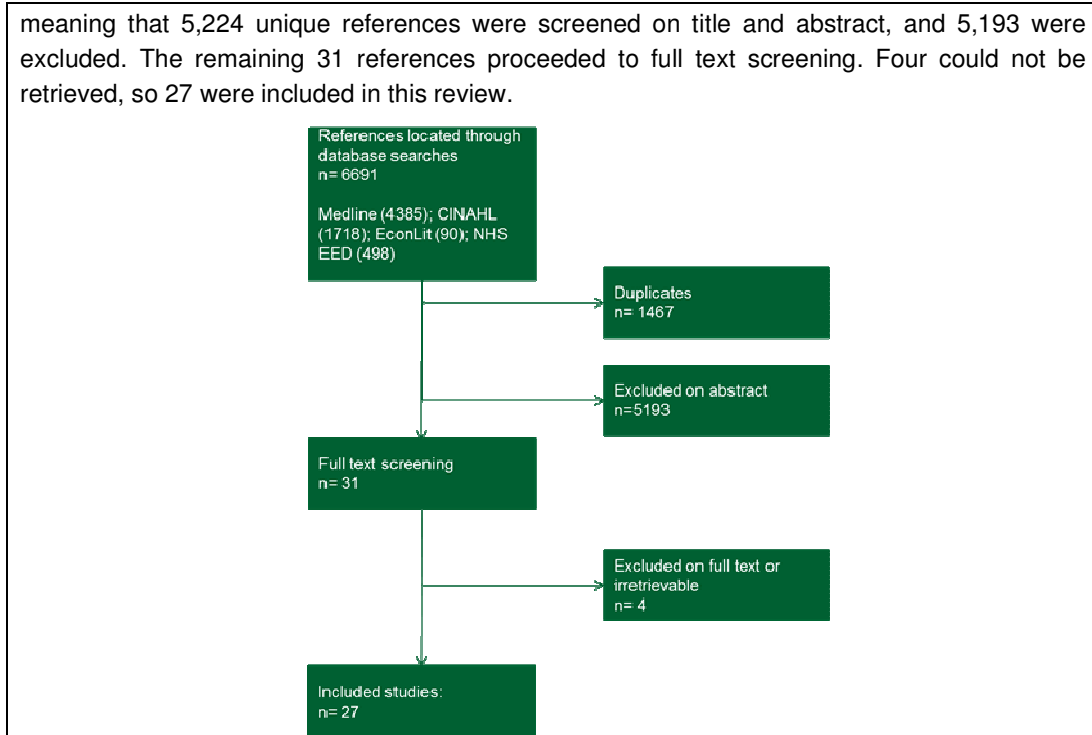 meaning that 5,224 unique references were screened on title and abstract, and 5,193 were
excluded. The remaining 31 references proceeded to full text screening. Four could not be
retrieved, so 27 were included in this review.
References located through
database searches
n= 6691
Medline (4385); CINAHL
(1718); EconLit (90); NHS
EED (498)
Duplicates
n= 1467
Excluded on abstract
n=5193
Full text screening
n= 31
Excluded on full text or
irretrievable
n= 4
Included studies:
n= 27